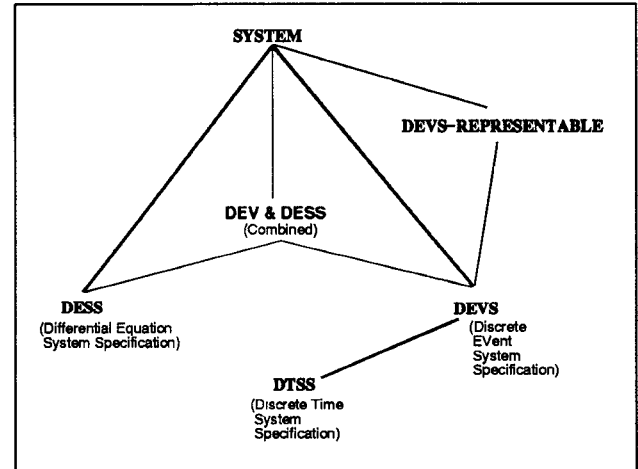 SYSTEM
DEVS-REPRESENTABLE
DEV & DESS
(Combined)
DESS
(Differential Equation
System Specification)
DEVS
(Discrete
EVent
System
Specification)
DTSS
(Discrete Time
System
Specification)